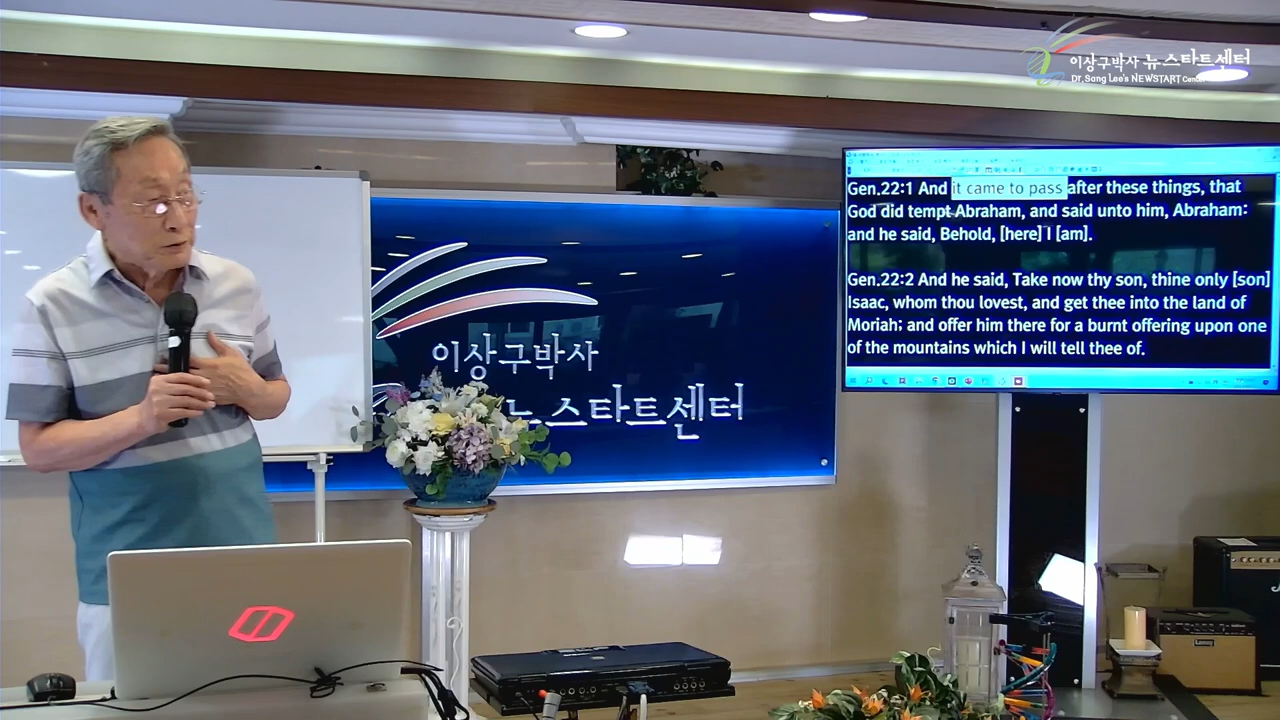 이상구박사 뉴스타트센터
Dr. Sang Lee's NEWSTART Center
Gen.22:1 And it came to pass after these things, that
God did tempt Abraham, and said unto him, Abraham:
and he said, Behold, [here] I [am].
Gen.22:2 And he said, Take now thy son, thine only [son]
Isaac, whom thou lovest, and get thee into the land of
Moriah; and offer him there for a burnt offering upon one
of the mountains which I will tell thee of.
이상구박사
뉴스타트센터
Laney